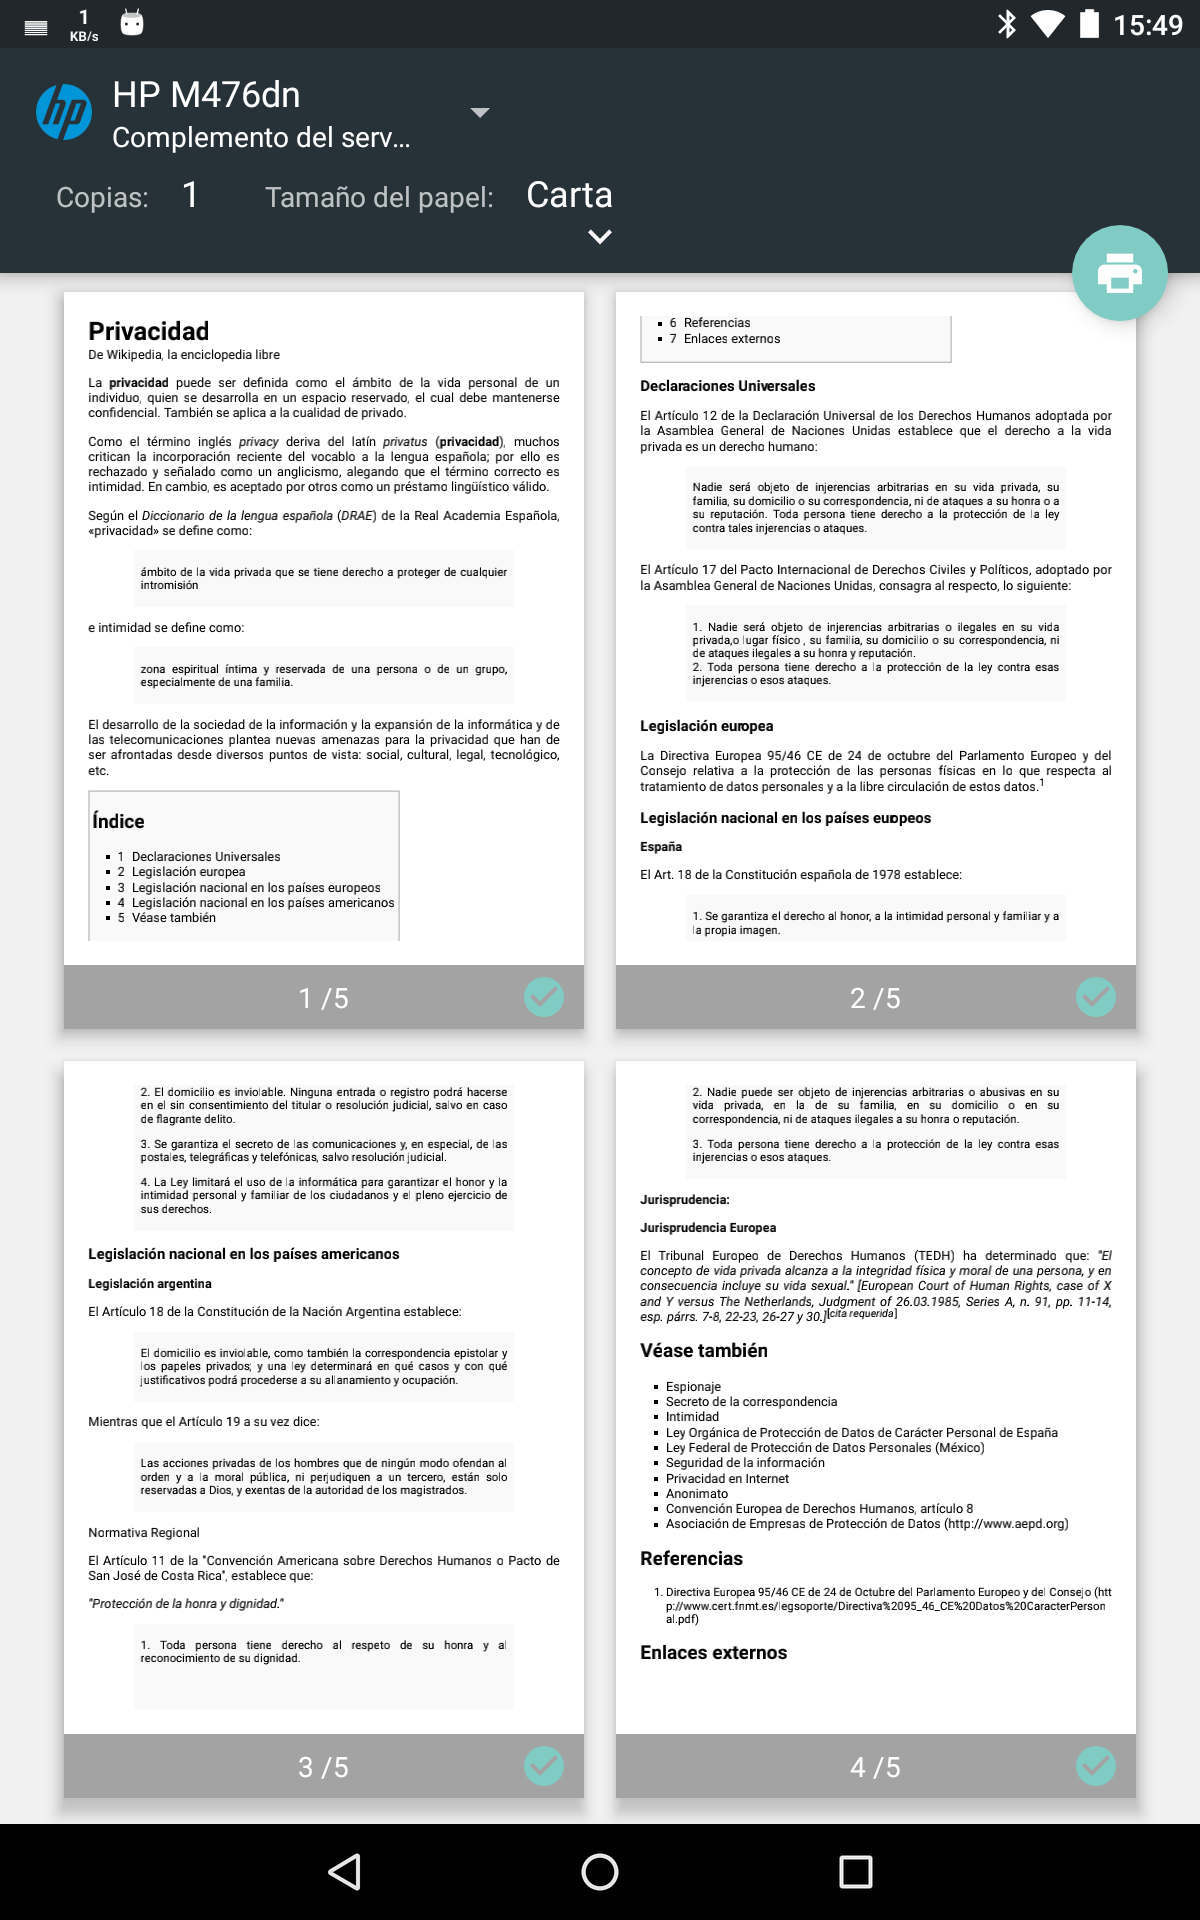 1
KB/s
15:49
hp
HP M476dn
Complemento del serv...
Copias: 1 Tamaño del papel: Carta
Privacidad
De Wikipedia, la enciclopedia libre
La privacidad puede ser definida como el ámbito de la vida personal de un
individuo, quien se desarrolla en un espacio reservado, el cual debe mantenerse
confidencial. También se aplica a la cualidad de privado.
Como el término inglés privacy deriva del latín privatus (privacidad), muchos
critican la incorporación reciente del vocablo a la lengua española; por ello es
rechazado y señalado como un anglicismo, alegando que el término correcto es
intimidad. En cambio, es aceptado por otros como un préstamo lingüístico válido.
Según el Diccionario de la lengua española (DRAE) de la Real Academia Española,
«privacidad» se define como:
ámbito de la vida privada que se tiene derecho a proteger de cualquier
intromisión
e intimidad se define como:
zona espiritual íntima y reservada de una persona o de un grupo,
especialmente de una familia.
El desarrollo de la sociedad de la información y la expansión de la informática y de
las telecomunicaciones plantea nuevas amenazas para la privacidad que han de
ser afrontadas desde diversos puntos de vista: social, cultural, legal, tecnológico,
etc.
Índice
▪ 1 Declaraciones Universales
▪ 2 Legislación europea
▪ 3 Legislación nacional en los países europeos
▪ 4 Legislación nacional en los países americanos
▪ 5 Véase también
1 /5
▪ 6 Referencias
▪ 7 Enlaces externos
Declaraciones Universales
El Artículo 12 de la Declaración Universal de los Derechos Humanos adoptada por
la Asamblea General de Naciones Unidas establece que el derecho a la vida
privada es un derecho humano:
Nadie será objeto de injerencias arbitrarias en su vida privada, su
familia, su domicilio o su correspondencia, ni de ataques a su honra o a
su reputación. Toda persona tiene derecho a la protección de la ley
contra tales injerencias o ataques.
El Artículo 17 del Pacto Internacional de Derechos Civiles y Políticos, adoptado por
la Asamblea General de Naciones Unidas, consagra al respecto, lo siguiente:
1. Nadie será objeto de injerencias arbitrarias o ilegales en su vida
privada,o lugar físico , su familia, su domicilio o su correspondencia, ni
de ataques ilegales a su honra y reputación.
2. Toda persona tiene derecho a la protección de la ley contra esas
injerencias o esos ataques.
Legislación europea
La Directiva Europea 95/46 CE de 24 de octubre del Parlamento Europeo y del
Consejo relativa a la protección de las personas físicas en lo que respecta al
tratamiento de datos personales y a la libre circulación de estos datos.1
Legislación nacional en los países europeos
España
El Art. 18 de la Constitución española de 1978 establece:
1. Se garantiza el derecho al honor, a la intimidad personal y familiar y a
la propia imagen.
2 /5
2. El domicilio es inviolable. Ninguna entrada o registro podrá hacerse
en el sin consentimiento del titular o resolución judicial, salvo en caso
de flagrante delito.
3. Se garantiza el secreto de las comunicaciones y, en especial, de las
postales, telegráficas y telefónicas, salvo resolución judicial.
4. La Ley limitará el uso de la informática para garantizar el honor y la
intimidad personal y familiar de los ciudadanos y el pleno ejercicio de
sus derechos.
Legislación nacional en los países americanos
Legislación argentina
El Artículo 18 de la Constitución de la Nación Argentina establece:
El domicilio es inviolable, como también la correspondencia epistolar y
los papeles privados; y una ley determinará en qué casos y con qué
justificativos podrá procederse a su allanamiento y ocupación.
Mientras que el Artículo 19 a su vez dice:
Las acciones privadas de los hombres que de ningún modo ofendan al
orden y a la moral pública, ni perjudiquen a un tercero, están solo
reservadas a Dios, y exentas de la autoridad de los magistrados.
Normativa Regional
El Artículo 11 de la "Convención Americana sobre Derechos Humanos o Pacto de
San José de Costa Rica", establece que:
"Protección de la honra y dignidad."
1. Toda persona tiene derecho al respeto de su honra y al
reconocimiento de su dignidad.
3 /5
2. Nadie puede ser objeto de injerencias arbitrarias o abusivas en su
vida privada, en la de su familia, en su domicilio o en su
correspondencia, ni de ataques ilegales a su honra o reputación.
3. Toda persona tiene derecho a la protección de la ley contra esas
injerencias o esos ataques.
Jurisprudencia:
Jurisprudencia Europea
El Tribunal Europeo de Derechos Humanos (TEDH) ha determinado que: "El
concepto de vida privada alcanza a la integridad física y moral de una persona, y en
consecuencia incluye su vida sexual." [European Court of Human Rights, case of X
and Y versus The Netherlands, Judgment of 26.03.1985, Series A, n. 91, pp. 11-14,
esp. párrs. 7-8, 22-23, 26-27 y 30.][cita requerida]
Véase también
▪ Espionaje
▪ Secreto de la correspondencia
▪ Intimidad
▪ Ley Orgánica de Protección de Datos de Carácter Personal de España
▪ Ley Federal de Protección de Datos Personales (México)
▪ Seguridad de la información
▪ Privacidad en Internet
▪ Anonimato
▪ Convención Europea de Derechos Humanos, artículo 8
▪ Asociación de Empresas de Protección de Datos (http://www.aepd.org)
Referencias
1. Directiva Europea 95/46 CE de 24 de Octubre del Parlamento Europeo y del Consejo (htt
p://www.cert.fnmt.es/legsoporte/Directiva%2095_46_CE%20Datos%20CaracterPerson
al.pdf)
Enlaces externos
4 /5